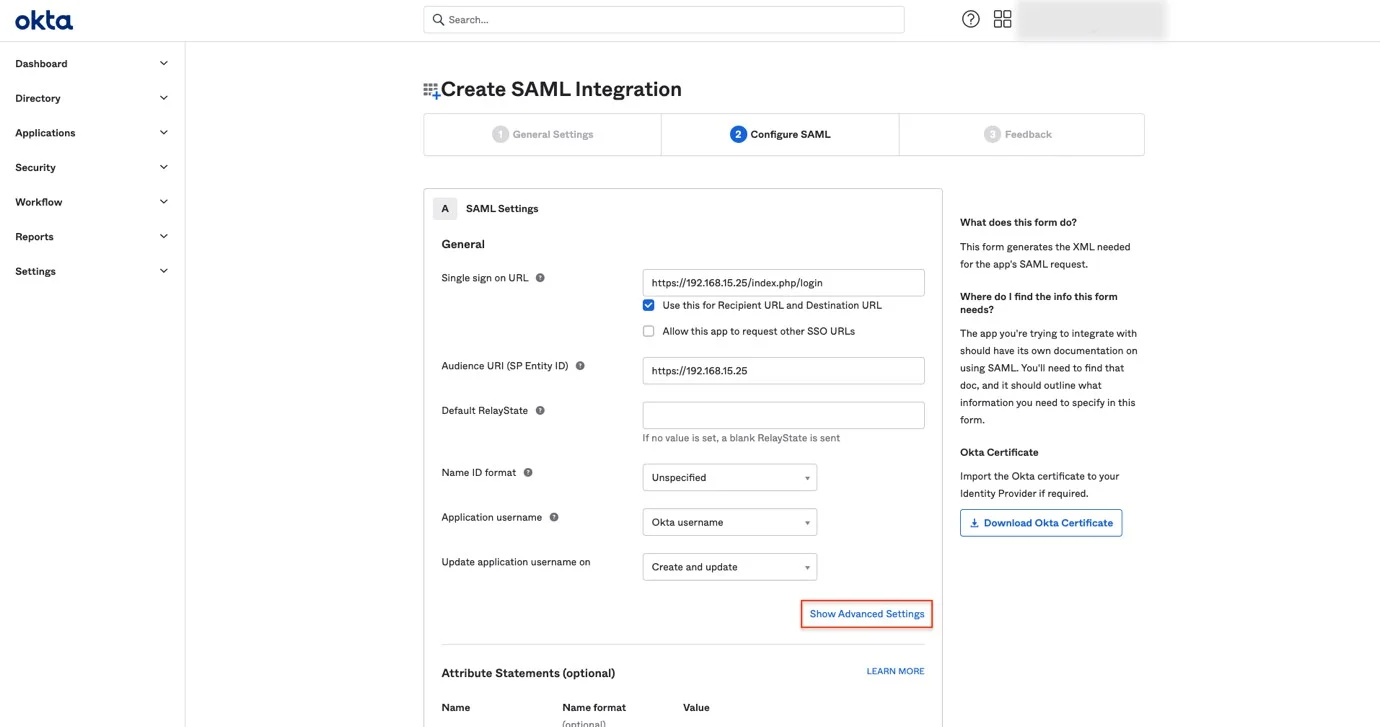 okta
Search...
Dashboard
Directory
Applications
Security
Workflow
Reports
Settings
Create SAML Integration
1 General Settings
2 Configure SAML
3 Feedback
A SAML Settings
General
Single sign on URL
https://192.168.15.25/index.php/login
Use this for Recipient URL and Destination URL
Allow this app to request other SSO URLs
Audience URI (SP Entity ID)
https://192.168.15.25
Default RelayState
If no value is set, a blank RelayState is sent
Name ID format
Unspecified
Application username
Okta username
Update application username on
Create and update
Show Advanced Settings
Attribute Statements (optional)
LEARN MORE
Name
Name format
(optional)
Value
What does this form do?
This form generates the XML needed
for the app's SAML request.
Where do I find the info this form
needs?
The app you're trying to integrate with
should have its own documentation on
using SAML. You'll need to find that
doc, and it should outline what
information you need to specify in this
form.
Okta Certificate
Import the Okta certificate to your
Identity Provider if required.
Download Okta Certificate